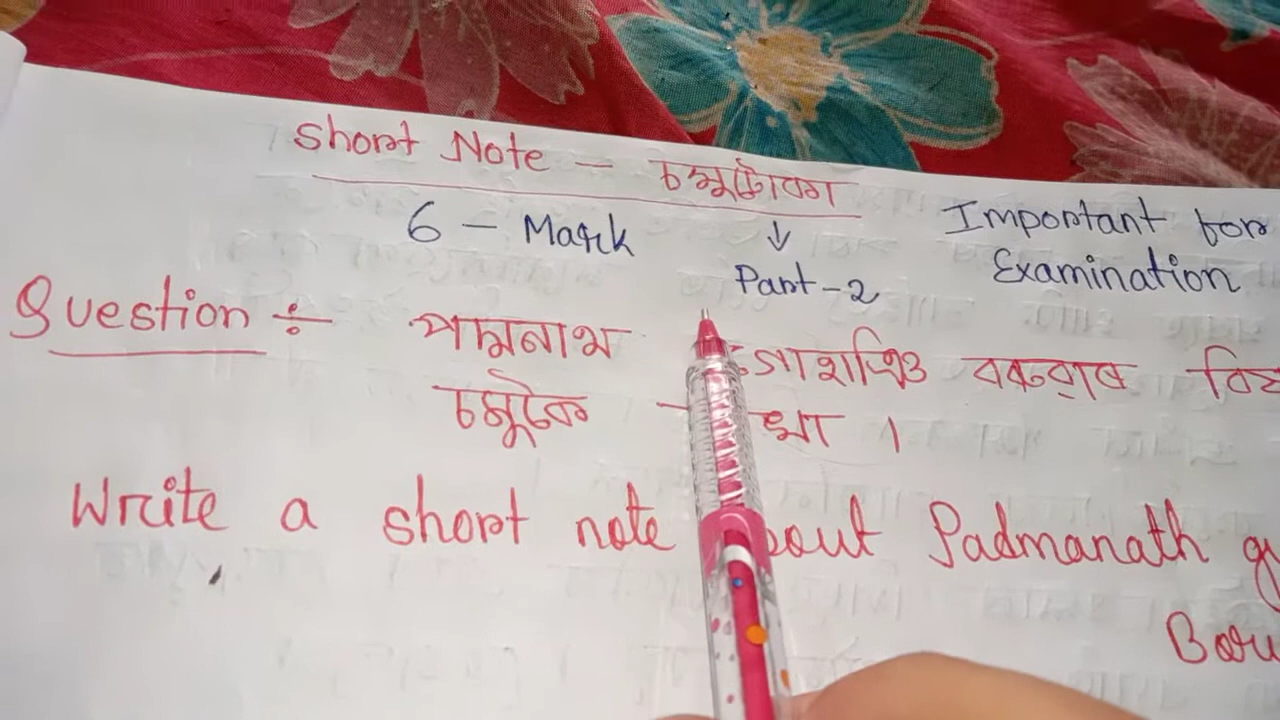 Short Note — চমুটোকা
6 – Mark
↓
Part-2
Important for
Examination
Question ÷ পদ্মনাথ গোহাঞিও বৰুৱাৰ
চমুকৈ
Write a short note Padmanath